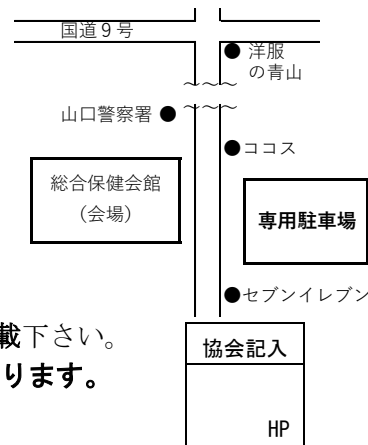 国道９号
● 洋服
の青山
山口警察署 ●
●ココス
総合保健会館
（会場）
専用駐車場
●セブンイレブン
載下さい。
ります。
協会記入
HP